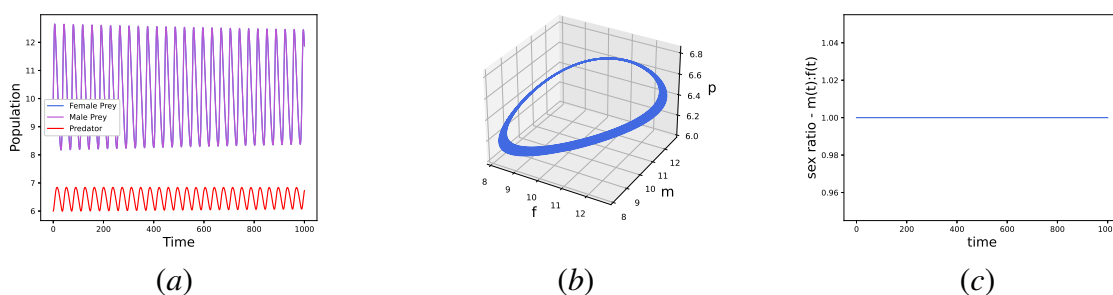 Population
12
11
10
9
8
7
6
Female Prey
Male Prey
Predator
0 200 400 600 800 1000
Time
(a)
6.8
6.6
6.4
6.2
6.0
p
8 9 10 11 12
f
8 9 10 11 12
m
(b)
sex ratio - m(t):f(t)
1.04
1.02
1.00
0.98
0.96
0 200 400 600 800 100
time
(c)